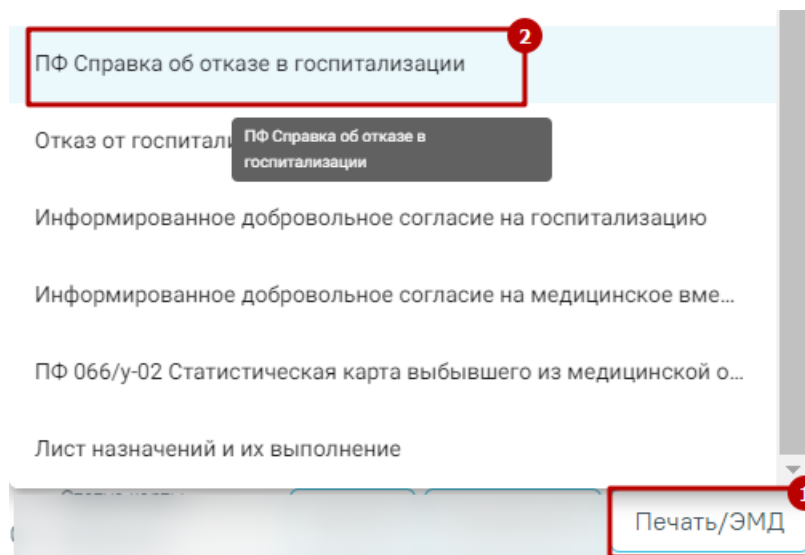 2
ПФ Справка об отказе в госпитализации
Отказ от госпитали
ПФ Справка об отказе в
госпитализации
Информированное добровольное согласие на госпитализацию
Информированное добровольное согласие на медицинское вме...
ПФ 066/у-02 Статистическая карта выбывшего из медицинской о...
Лист назначений и их выполнение
1
Печать/ЭМД